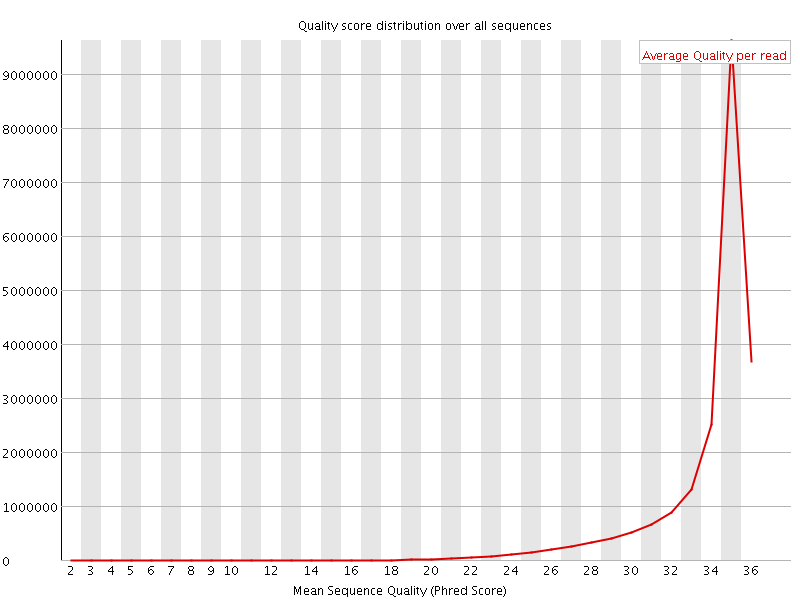 Quality score distribution over all sequences
Average Quality per read
9000000
8000000
7000000
6000000
5000000
4000000
3000000
2000000
1000000
0
2 3 4 5 6 7 8 9 10 12 14 16 18 20 22 24 26 28 30 32 34 36
Mean Sequence Quality (Phred Score)